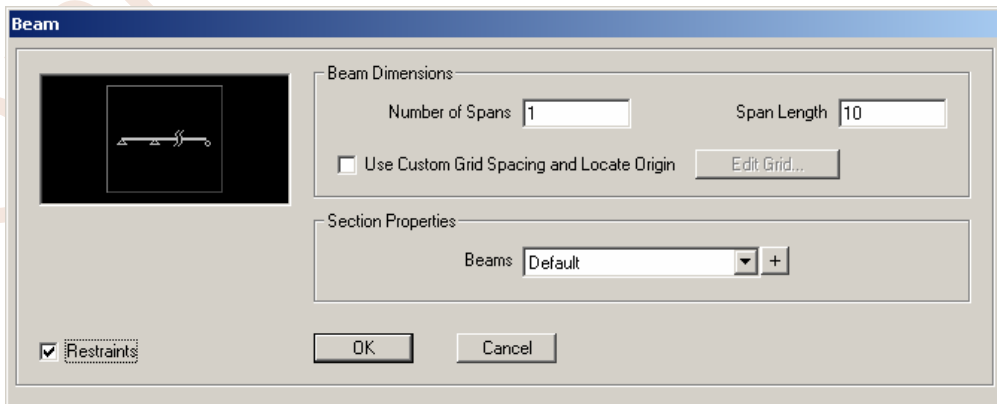 Beam
Beam Dimensions
Number of Spans 1 Span Length 10
Use Custom Grid Spacing and Locate Origin Edit Grid...
Section Properties
Beams Default +
Restraints OK Cancel